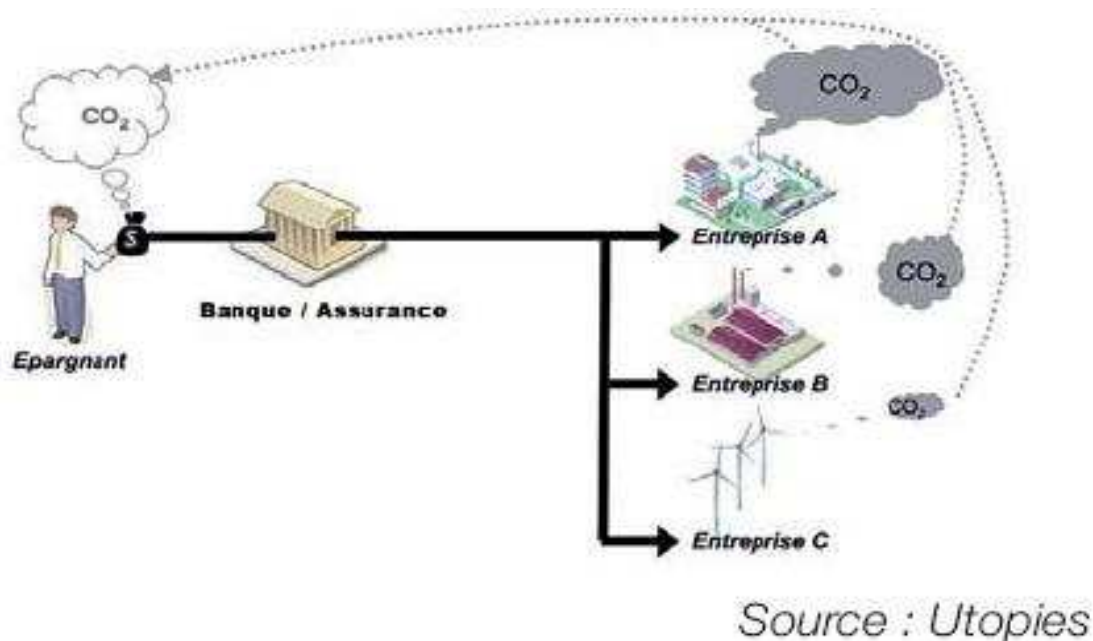 CO₂
CO₂
$
Entreprise A
CO₂
Banque / Assurance
Epargnant
Entreprise B
CO₂
Entreprise C
Source : Utopies